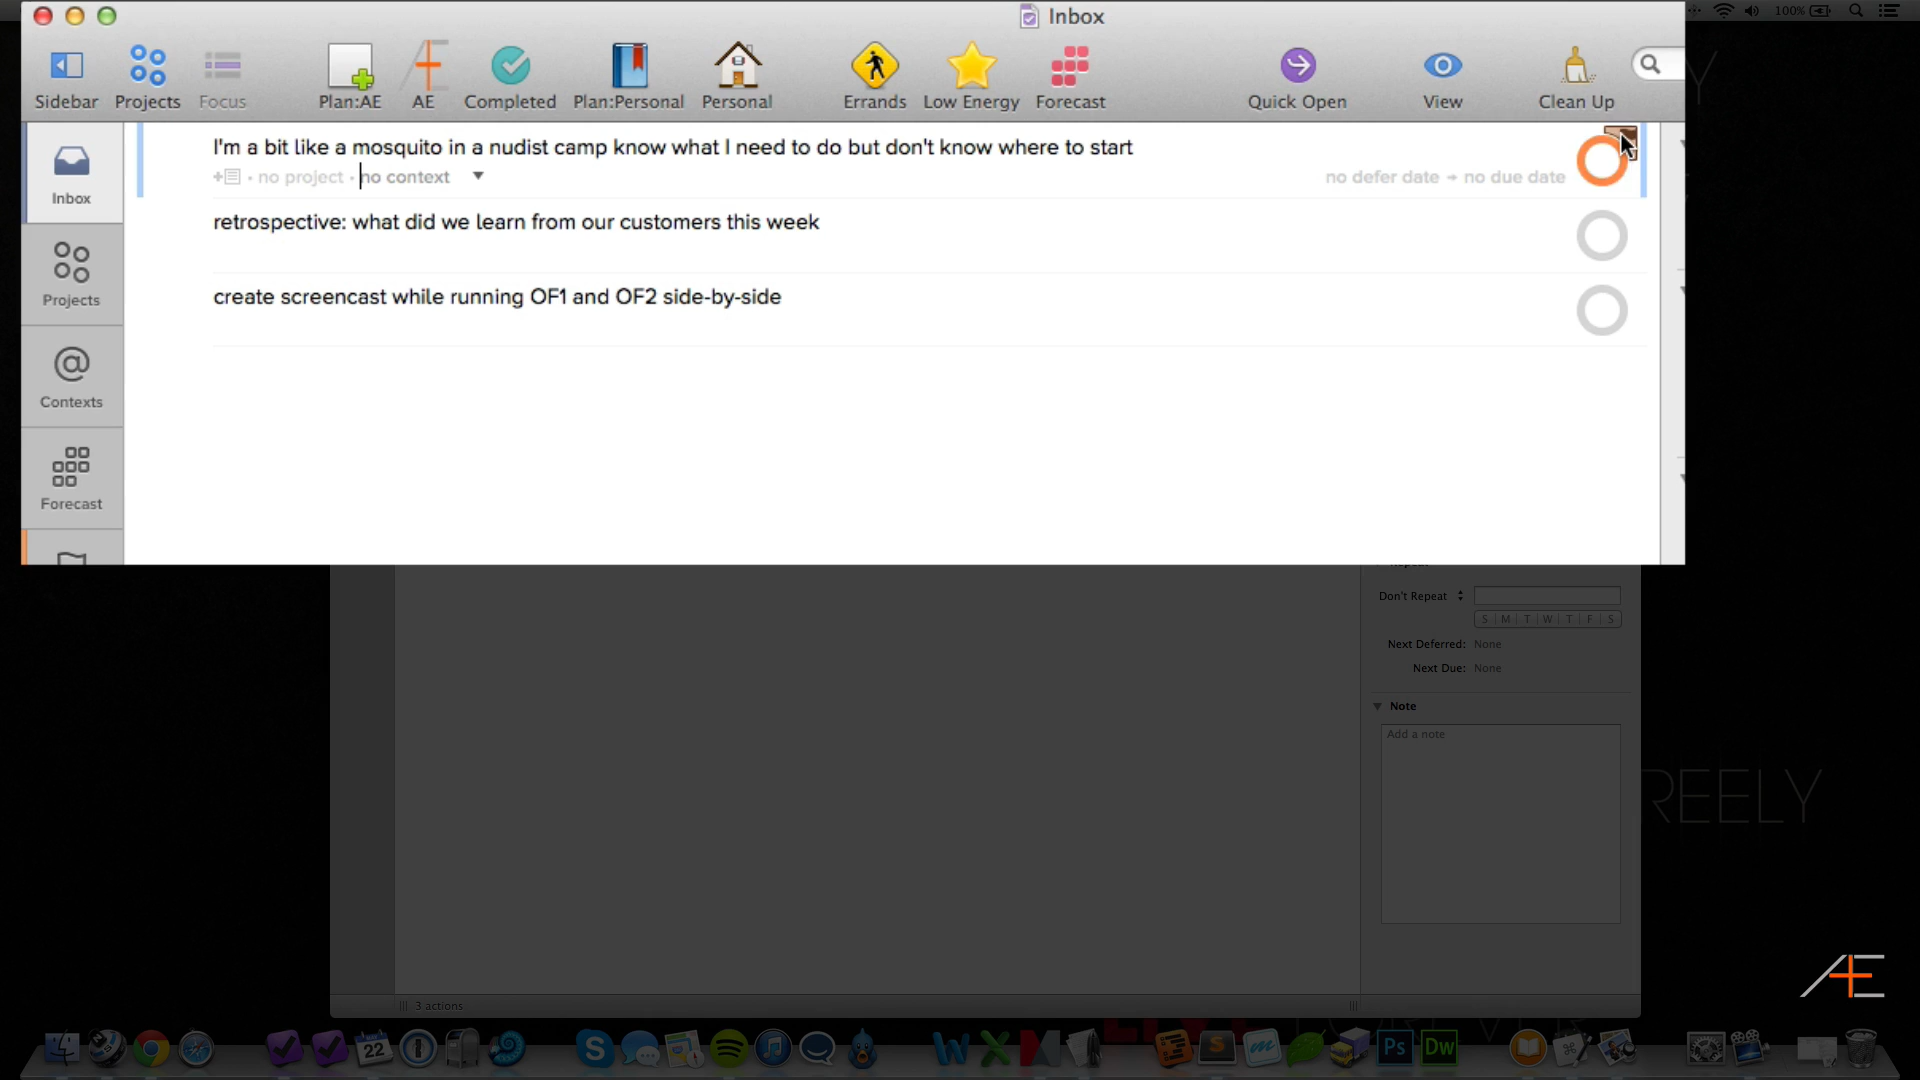 Inbox
100%
Sidebar Projects Focus Plan:AE AE Completed Plan:Personal Personal Errands Low Energy Forecast Quick Open View Clean Up
Inbox
I'm a bit like a mosquito in a nudist camp know what I need to do but don't know where to start
no project · no context
no defer date → no due date
retrospective: what did we learn from our customers this week
create screencast while running OF1 and OF2 side-by-side
Projects
@
Contexts
Forecast
Don't Repeat
S M T W T F S
Next Deferred: None
Next Due: None
Note
Add a note
REELY
AE
3 actions
22
S
W
X
S
Ps
Dw